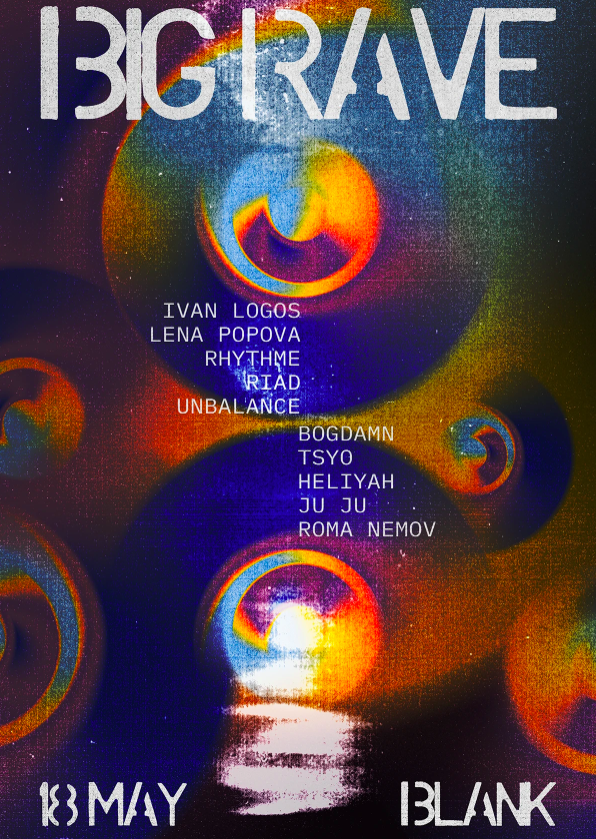 BIG RAVE
IVAN LOGOS
LENA POPOVA
RHYTHME
RIAD
UNBALANCE
BOGDAMN
TSYO
HELIYAH
JU JU
ROMA NEMOV
18 MAY
BLANK